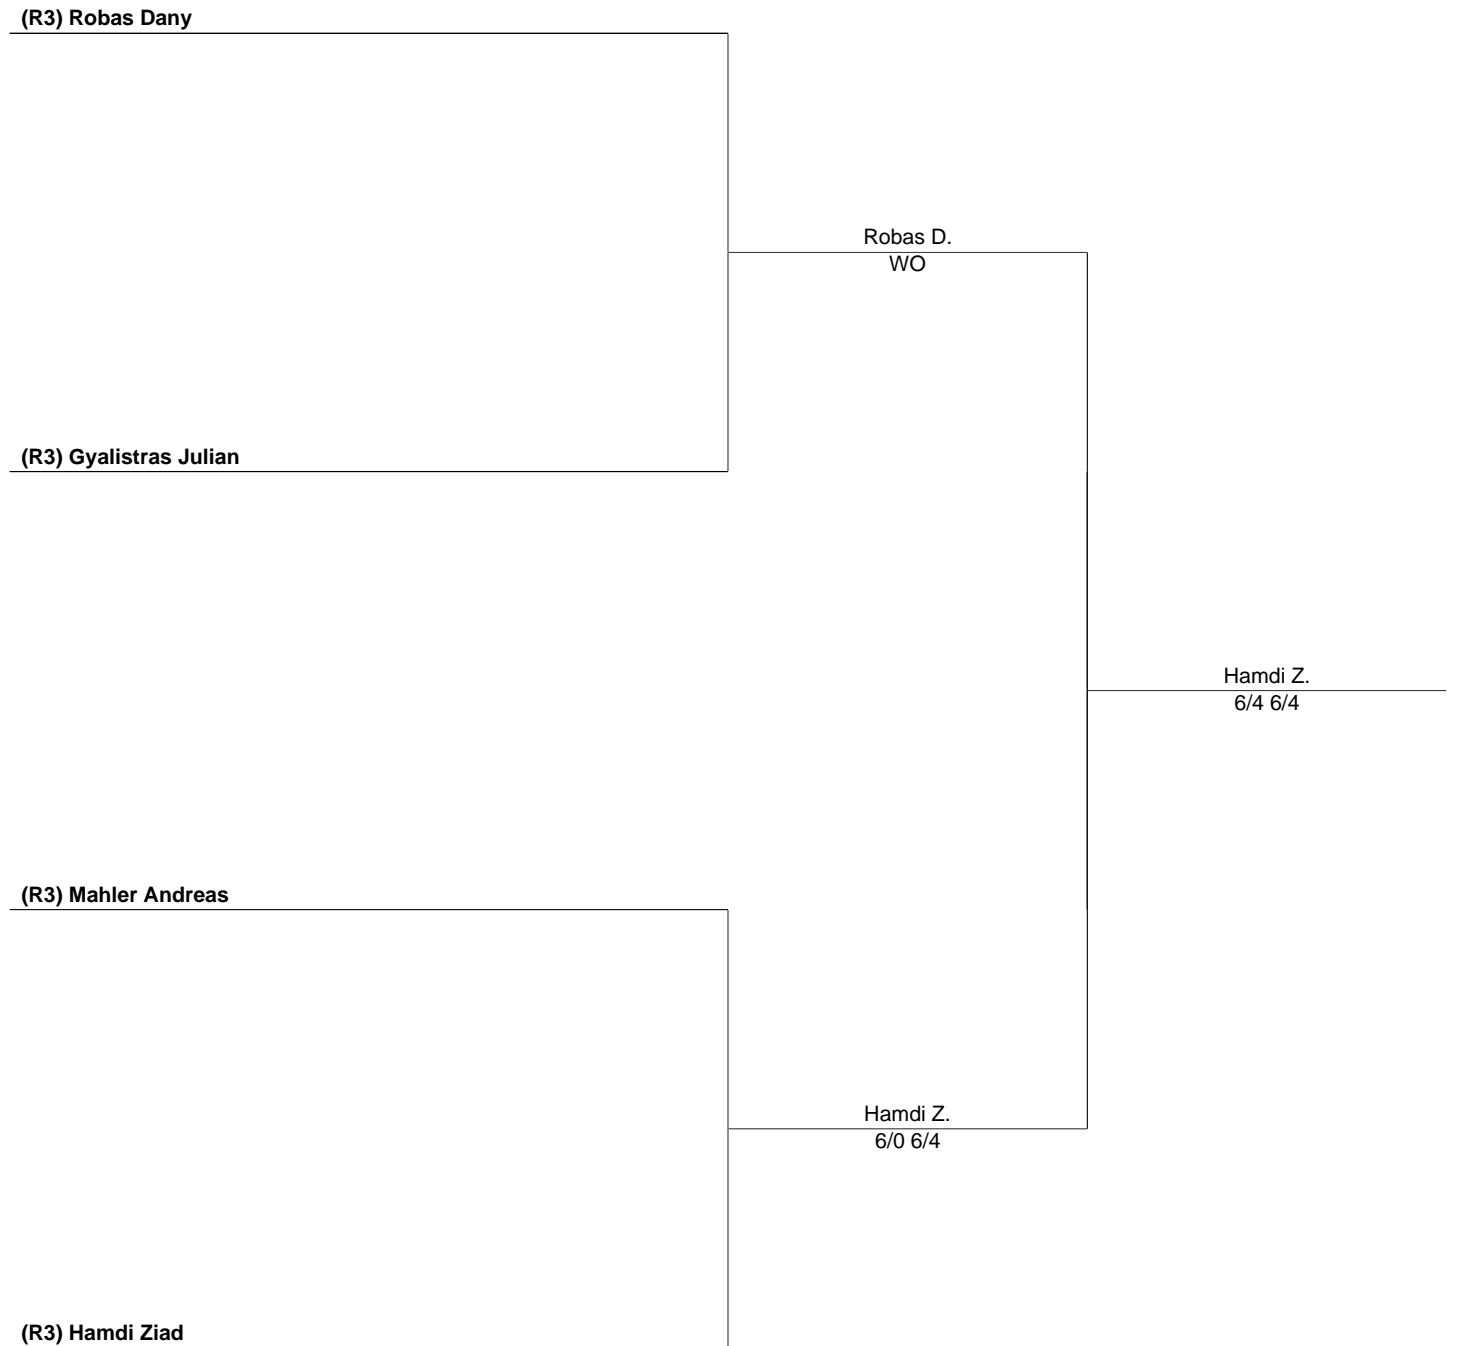 (R3) Robas Dany
Robas D.
WO
(R3) Gyalistras Julian
Hamdi Z.
6/4 6/4
(R3) Mahler Andreas
Hamdi Z.
6/0 6/4
(R3) Hamdi Ziad